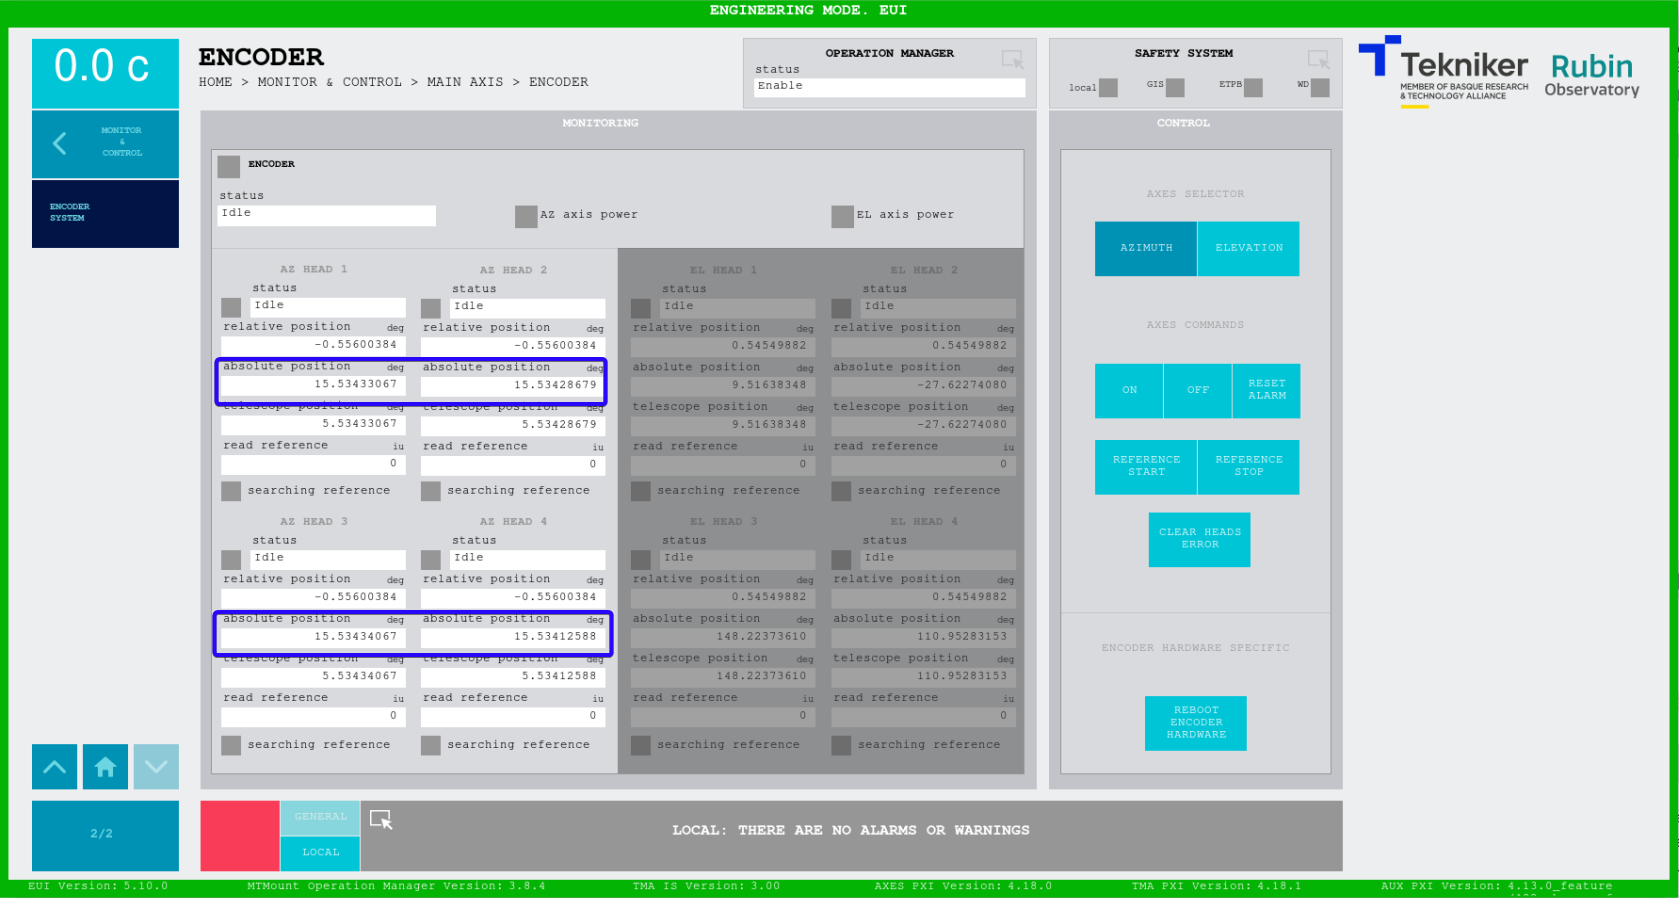 ENGINEERING MODE. EUI
0.0 c
ENCODER
HOME > MONITOR & CONTROL > MAIN AXIS > ENCODER
OPERATION MANAGER
status
Enable
SAFETY SYSTEM
local GIS ETPB WD
Tekniker
MEMBER OF BASQUE RESEARCH
& TECHNOLOGY ALLIANCE
Rubin
Observatory
MONITOR
&
CONTROL
ENCODER
SYSTEM
MONITORING
ENCODER
status
Idle
AZ axis power
EL axis power
AZ HEAD 1
status
Idle
relative position deg
-0.55600384
absolute position deg
15.53433067
telescope position deg
5.53433067
read reference iu
0
searching reference
AZ HEAD 2
status
Idle
relative position deg
-0.55600384
absolute position deg
15.53428679
telescope position deg
5.53428679
read reference iu
0
searching reference
EL HEAD 1
status
Idle
relative position deg
0.54549882
absolute position deg
9.51638348
telescope position deg
9.51638348
read reference iu
0
searching reference
EL HEAD 2
status
Idle
relative position deg
0.54549882
absolute position deg
-27.62274080
telescope position deg
-27.62274080
read reference iu
0
searching reference
AZ HEAD 3
status
Idle
relative position deg
-0.55600384
absolute position deg
15.53434067
telescope position deg
5.53434067
read reference iu
0
searching reference
AZ HEAD 4
status
Idle
relative position deg
-0.55600384
absolute position deg
15.53412588
telescope position deg
5.53412588
read reference iu
0
searching reference
EL HEAD 3
status
Idle
relative position deg
0.54549882
absolute position deg
148.22373610
telescope position deg
148.22373610
read reference iu
0
searching reference
EL HEAD 4
status
Idle
relative position deg
0.54549882
absolute position deg
110.95283153
telescope position deg
110.95283153
read reference iu
0
searching reference
CONTROL
AXES SELECTOR
AZIMUTH
ELEVATION
AXES COMMANDS
ON
OFF
RESET
ALARM
REFERENCE
START
REFERENCE
STOP
CLEAR HEADS
ERROR
ENCODER HARDWARE SPECIFIC
REBOOT
ENCODER
HARDWARE
2/2
GENERAL
LOCAL
LOCAL: THERE ARE NO ALARMS OR WARNINGS
EUI Version: 5.10.0
MTMount Operation Manager Version: 3.8.4
TMA IS Version: 3.00
AXES PXI Version: 4.18.0
TMA PXI Version: 4.18.1
AUX PXI Version: 4.13.0_feature